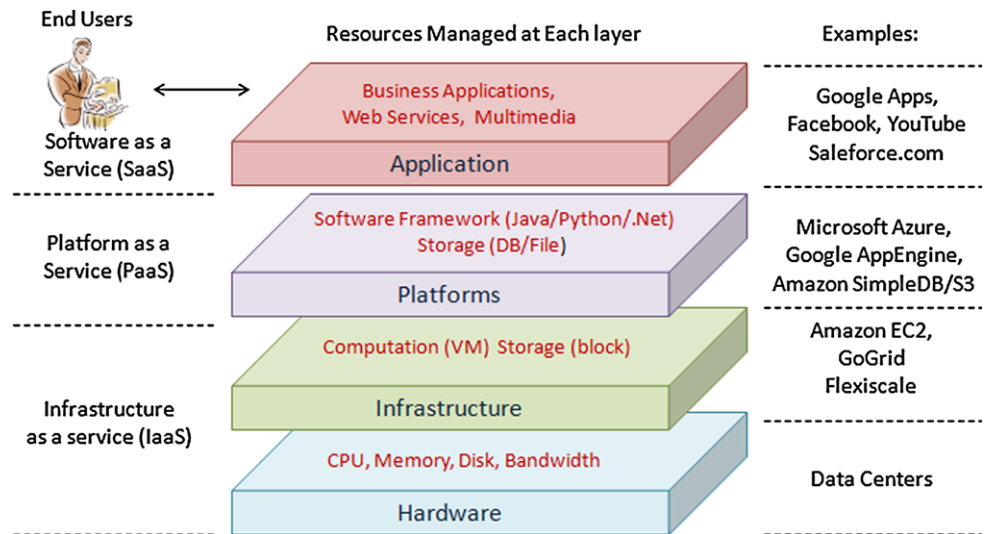 End Users
Resources Managed at Each layer
Examples:
Software as a
Service (SaaS)
Business Applications,
Web Services, Multimedia
Application
Google Apps,
Facebook, YouTube
Saleforce.com
Platform as a
Service (PaaS)
Software Framework (Java/Python/.Net)
Storage (DB/File)
Platforms
Microsoft Azure,
Google AppEngine,
Amazon SimpleDB/S3
Infrastructure
as a service (IaaS)
Computation (VM) Storage (block)
Infrastructure
Amazon EC2,
GoGrid
Flexiscale
CPU, Memory, Disk, Bandwidth
Hardware
Data Centers